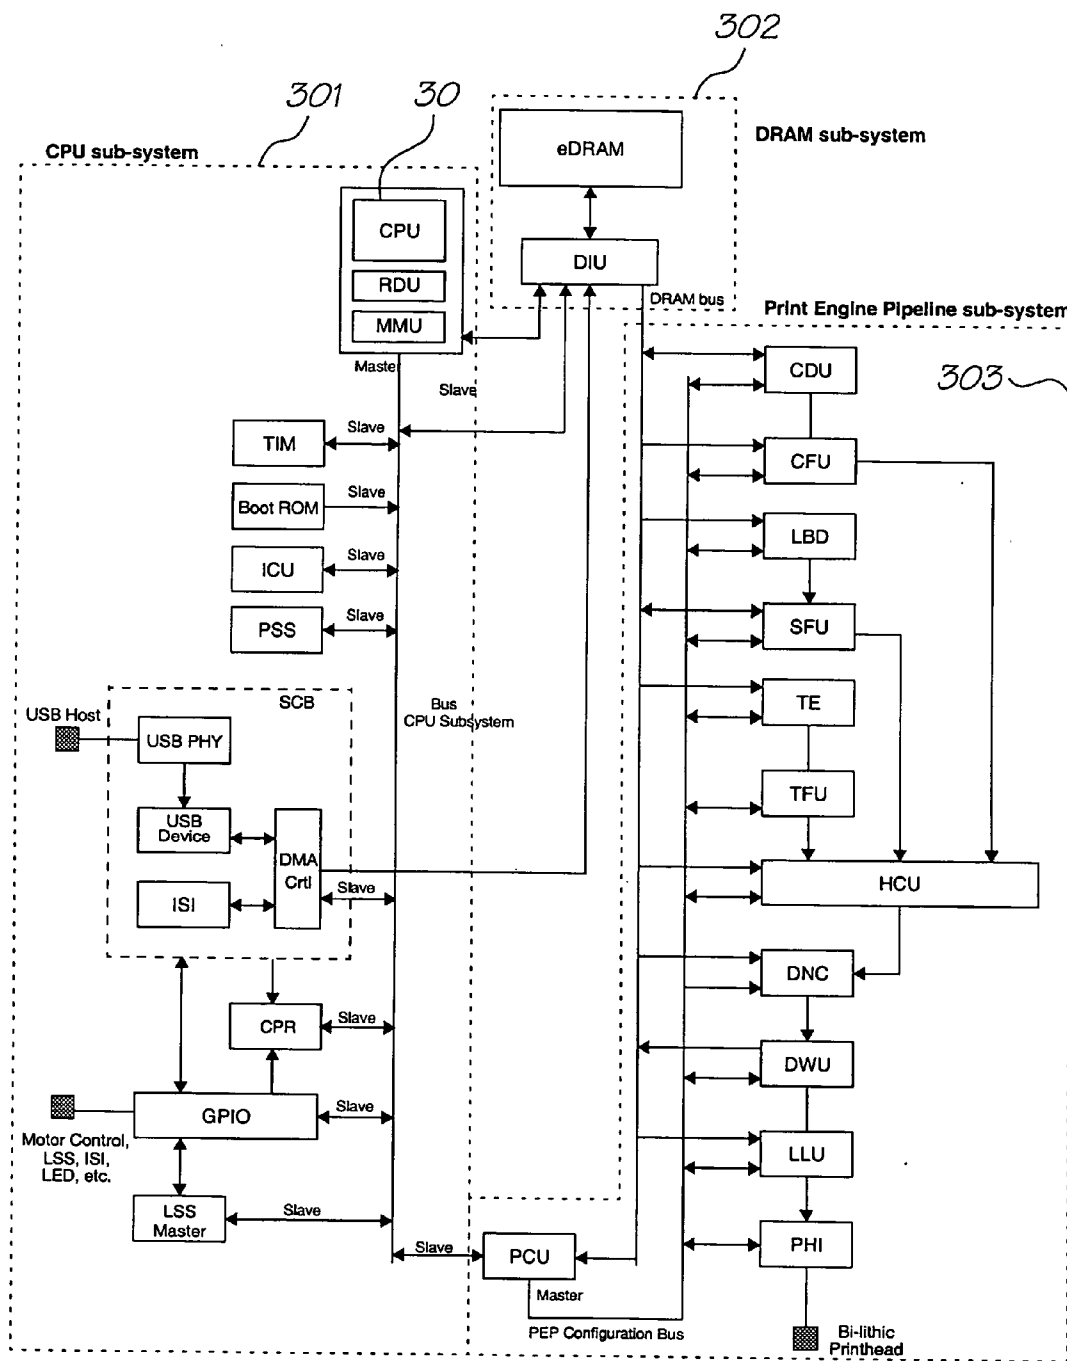 302
301
30
DRAM sub-system
CPU sub-system
eDRAM
CPU
DIU
RDU
DRAM bus
Print Engine Pipeline sub-system
MMU
Master
Slave
CDU
303
TIM
Slave
CFU
Boot ROM
Slave
LBD
ICU
Slave
PSS
Slave
SFU
SCB
TE
Bus
CPU Subsystem
USB Host
USB PHY
TFU
USB
Device
DMA
Crtl
Slave
HCU
ISI
DNC
CPR
Slave
DWU
GPIO
Slave
Motor Control,
LSS, ISI,
LED, etc.
LLU
LSS
Master
Slave
Slave
PCU
PHI
Master
PEP Configuration Bus
Bi-lithic
Printhead